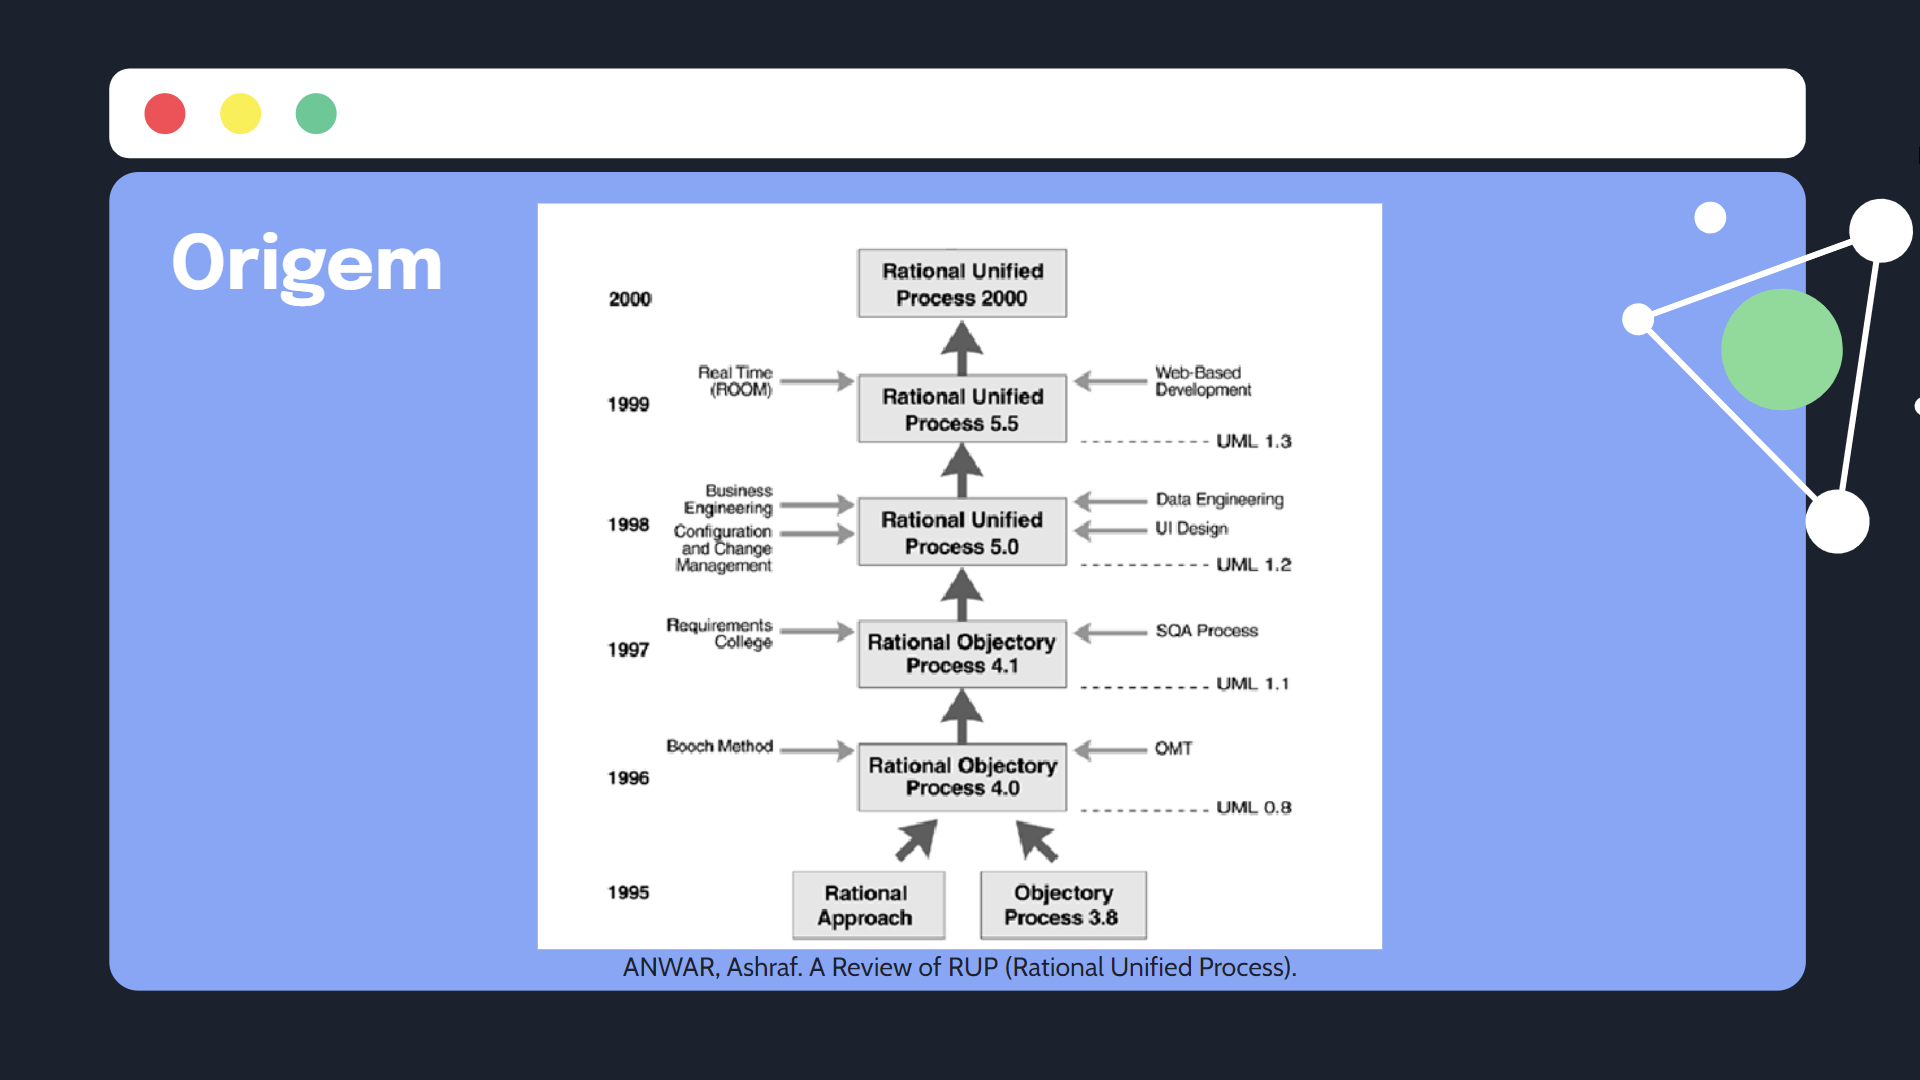 Origem
Rational Unified
Process 2000
2000
Real Time
(ROOM)
Web-Based
Development
1999
Rational Unified
Process 5.5
UML 1.3
Business
Engineering
Data Engineering
1998
Rational Unified
Process 5.0
Configuration
and Change
Management
UI Design
UML 1.2
Requirements
College
SQA Process
1997
Rational Objectory
Process 4.1
UML 1.1
Booch Method
OMT
1996
Rational Objectory
Process 4.0
UML 0.8
1995
Rational
Approach
Objectory
Process 3.8
ANWAR, Ashraf. A Review of RUP (Rational Unified Process).